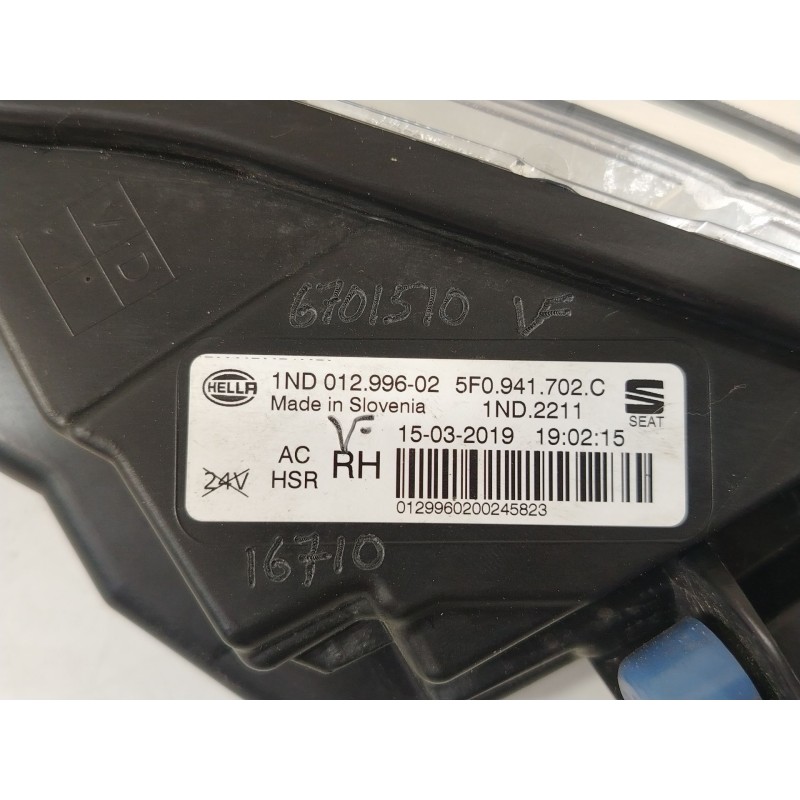 6701510 V=
HELLA 1ND 012.996-02 5F0.941.702.C
Made in Slovenia 1ND.2211
SEAT
V- 15-03-2019 19:02:15
AC
24V HSR RH
0129960200245823
16710